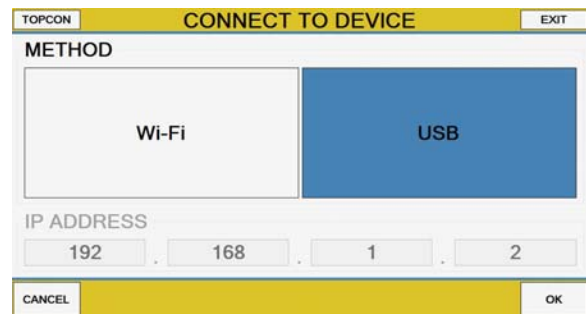 TOPCON CONNECT TO DEVICE EXIT
METHOD
Wi-Fi USB
IP ADDRESS
192 . 168 . 1 . 2
CANCEL OK